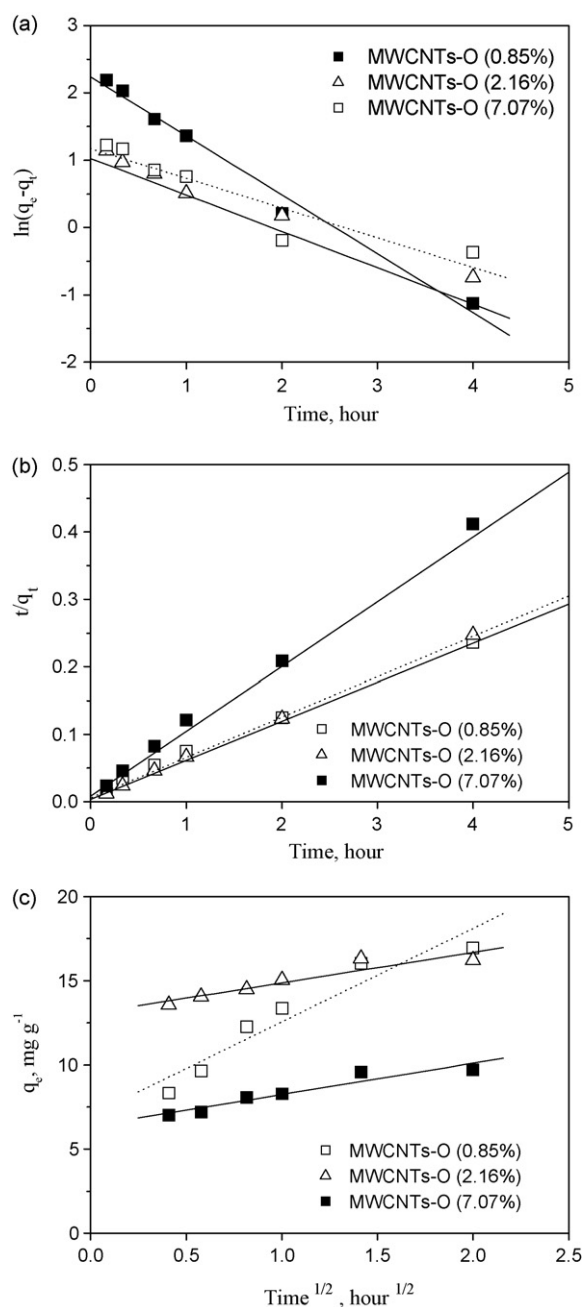 (a)
3
2
1
0
-1
-2
ln(qₑ-qₜ)
MWCNTs-O (0.85%)
MWCNTs-O (2.16%)
MWCNTs-O (7.07%)
0 1 2 3 4 5
Time, hour
(b)
0.5
0.4
0.3
0.2
0.1
0.0
t/qₜ
MWCNTs-O (0.85%)
MWCNTs-O (2.16%)
MWCNTs-O (7.07%)
0 1 2 3 4 5
Time, hour
(c)
20
15
10
5
0
qₑ, mg g⁻¹
MWCNTs-O (0.85%)
MWCNTs-O (2.16%)
MWCNTs-O (7.07%)
0.0 0.5 1.0 1.5 2.0 2.5
Time ¹/², hour ¹/²